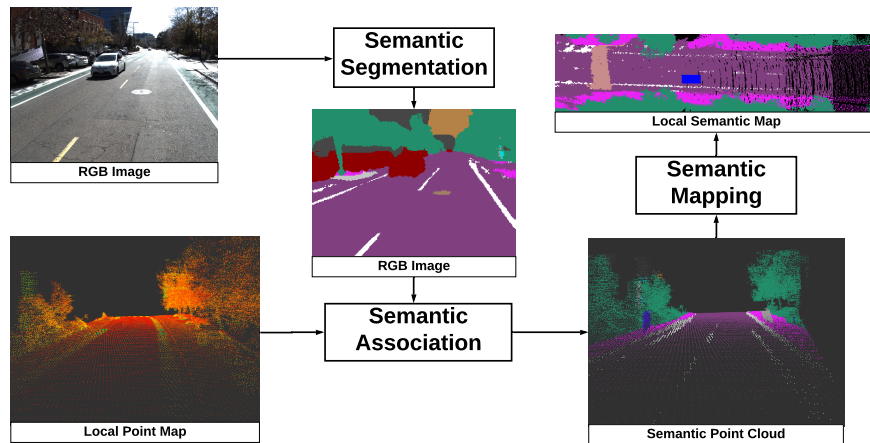 Semantic
Segmentation
RGB Image
Local Semantic Map
Semantic
Mapping
RGB Image
Semantic
Association
Local Point Map
Semantic Point Cloud